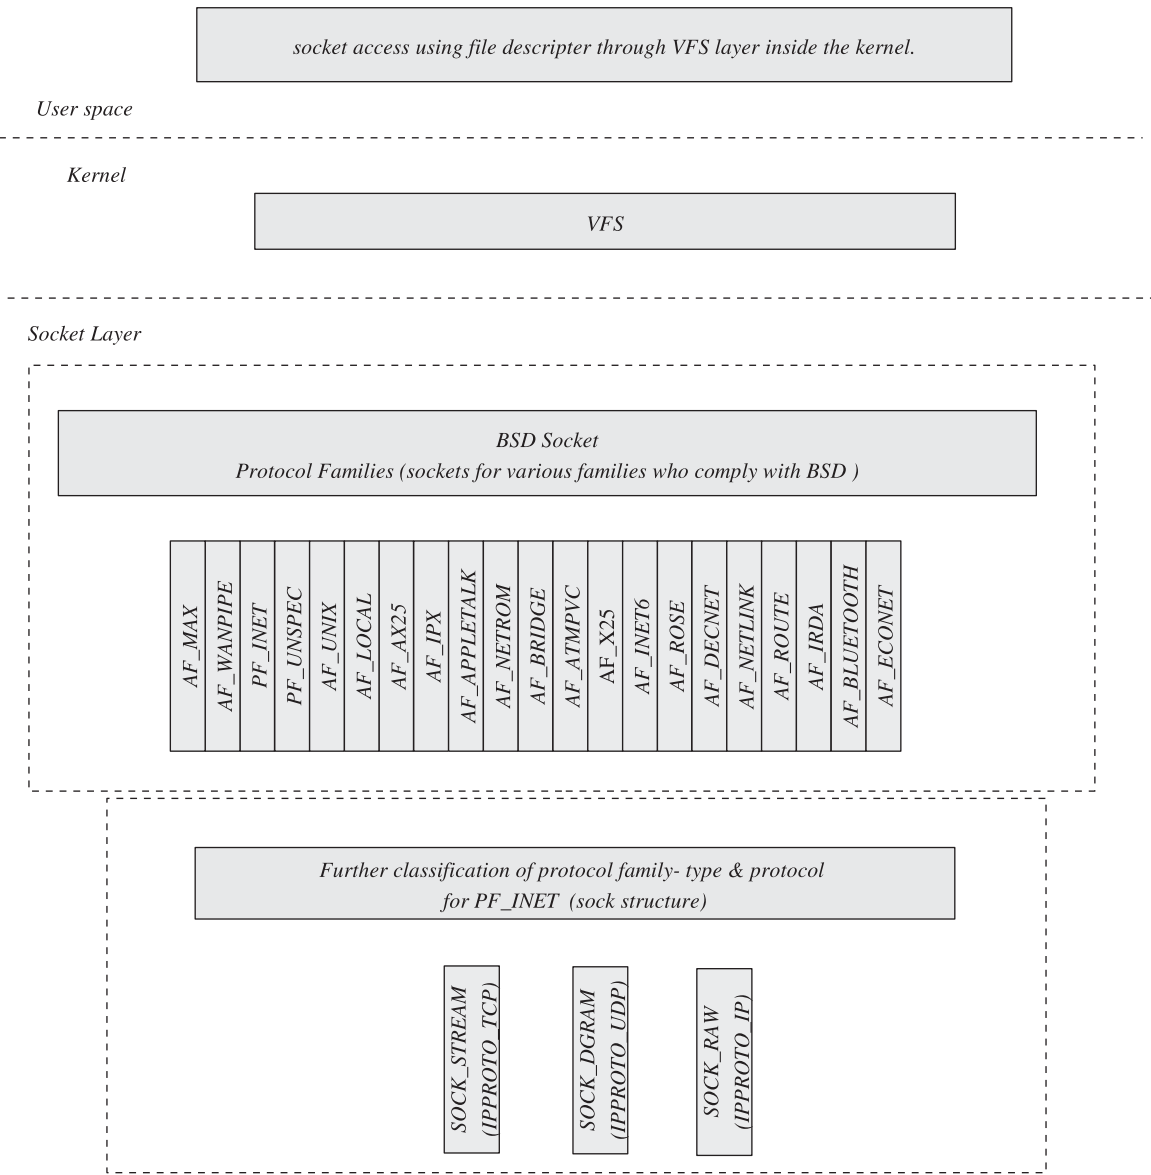 socket access using file descripter through VFS layer inside the kernel.
User space
Kernel
VFS
Socket Layer
BSD Socket
Protocol Families (sockets for various families who comply with BSD )
AF_MAX
AF_WANPIPE
PF_INET
PF_UNSPEC
AF_UNIX
AF_LOCAL
AF_AX25
AF_IPX
AF_APPLETALK
AF_NETROM
AF_BRIDGE
AF_ATMPVC
AF_X25
AF_INET6
AF_ROSE
AF_DECNET
AF_NETLINK
AF_ROUTE
AF_IRDA
AF_BLUETOOTH
AF_ECONET
Further classification of protocol family- type & protocol
for PF_INET (sock structure)
SOCK_STREAM
(IPPROTO_TCP)
SOCK_DGRAM
(IPPROTO_UDP)
SOCK_RAW
(IPPROTO_IP)